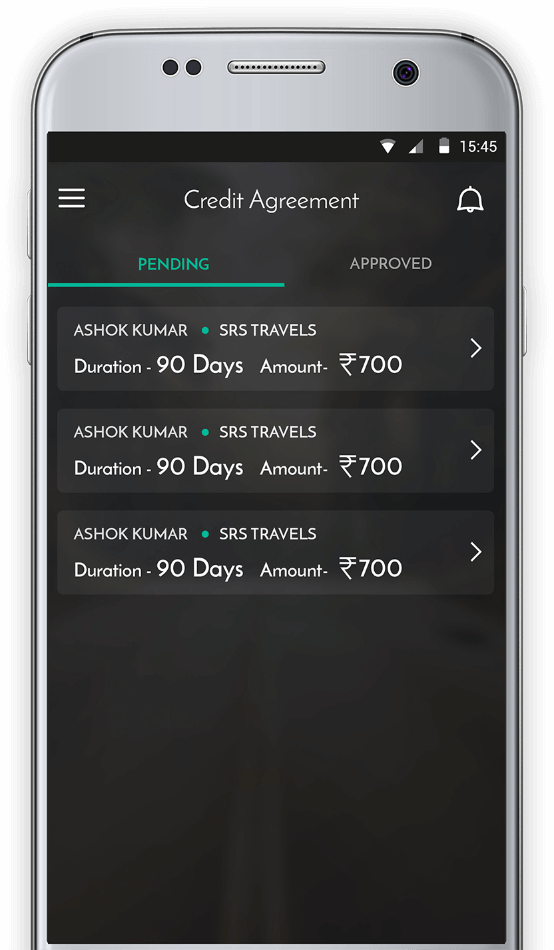 15:45
Credit Agreement
PENDING APPROVED
ASHOK KUMAR • SRS TRAVELS
Duration - 90 Days Amount- ₹700
ASHOK KUMAR • SRS TRAVELS
Duration - 90 Days Amount- ₹700
ASHOK KUMAR • SRS TRAVELS
Duration - 90 Days Amount- ₹700